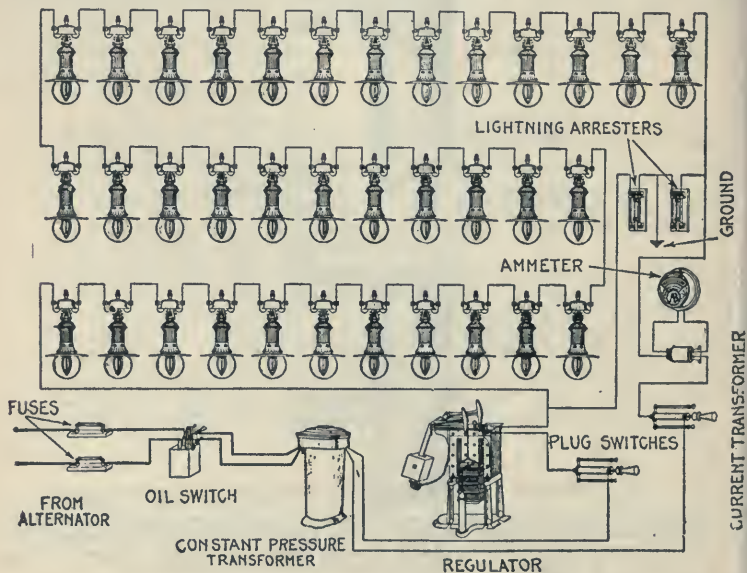 LIGHTNING ARRESTERS
GROUND
AMMETER
CURRENT TRANSFORMER
FUSES
PLUG SWITCHES
FROM
ALTERNATOR
OIL SWITCH
CONSTANT PRESSURE
TRANSFORMER
REGULATOR